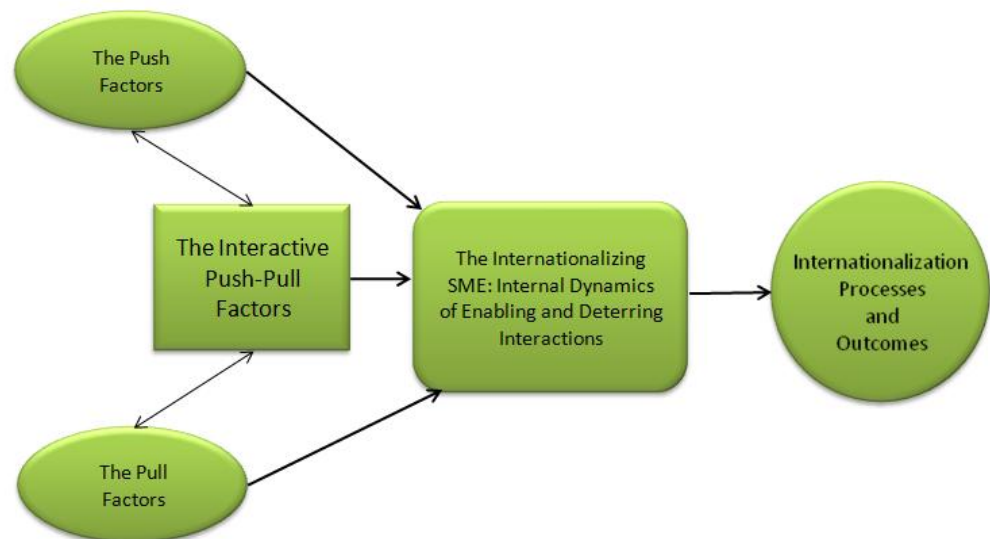 The Push
Factors
The Interactive
Push-Pull
Factors
The Internationalizing
SME: Internal Dynamics
of Enabling and Deterring
Interactions
Internationalization
Processes
and
Outcomes
The Pull
Factors